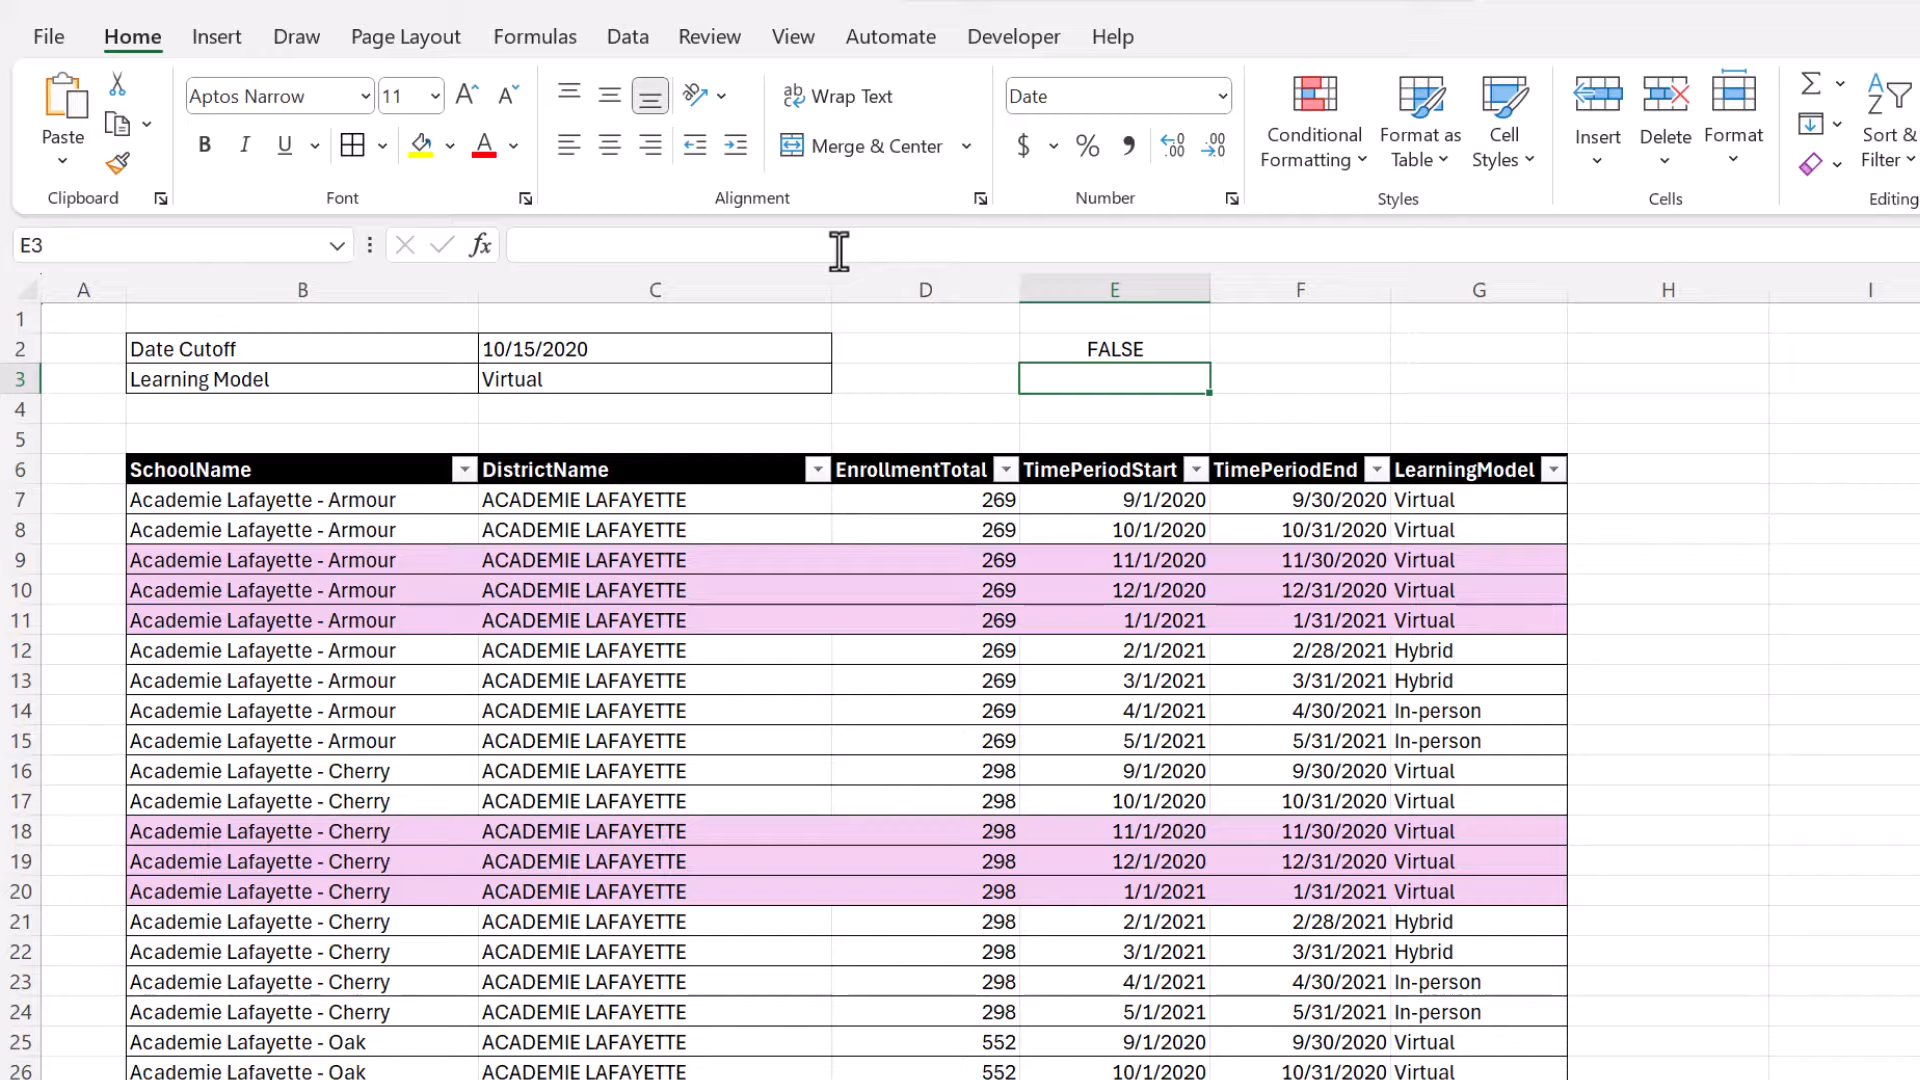 File Home Insert Draw Page Layout Formulas Data Review View Automate Developer Help
Paste
Aptos Narrow 11
B I U
Wrap Text
Merge & Center
Date
$ % 9
Conditional Formatting
Format as Table
Cell Styles
Insert Delete Format
Sort & Filter
Clipboard Font Alignment Number Styles Cells Editing
E3 fx
A B C D E F G H I
1
2 Date Cutoff 10/15/2020 FALSE
3 Learning Model Virtual
4
5
6 SchoolName DistrictName EnrollmentTotal TimePeriodStart TimePeriodEnd LearningModel
7 Academie Lafayette - Armour ACADEMIE LAFAYETTE 269 9/1/2020 9/30/2020 Virtual
8 Academie Lafayette - Armour ACADEMIE LAFAYETTE 269 10/1/2020 10/31/2020 Virtual
9 Academie Lafayette - Armour ACADEMIE LAFAYETTE 269 11/1/2020 11/30/2020 Virtual
10 Academie Lafayette - Armour ACADEMIE LAFAYETTE 269 12/1/2020 12/31/2020 Virtual
11 Academie Lafayette - Armour ACADEMIE LAFAYETTE 269 1/1/2021 1/31/2021 Virtual
12 Academie Lafayette - Armour ACADEMIE LAFAYETTE 269 2/1/2021 2/28/2021 Hybrid
13 Academie Lafayette - Armour ACADEMIE LAFAYETTE 269 3/1/2021 3/31/2021 Hybrid
14 Academie Lafayette - Armour ACADEMIE LAFAYETTE 269 4/1/2021 4/30/2021 In-person
15 Academie Lafayette - Armour ACADEMIE LAFAYETTE 269 5/1/2021 5/31/2021 In-person
16 Academie Lafayette - Cherry ACADEMIE LAFAYETTE 298 9/1/2020 9/30/2020 Virtual
17 Academie Lafayette - Cherry ACADEMIE LAFAYETTE 298 10/1/2020 10/31/2020 Virtual
18 Academie Lafayette - Cherry ACADEMIE LAFAYETTE 298 11/1/2020 11/30/2020 Virtual
19 Academie Lafayette - Cherry ACADEMIE LAFAYETTE 298 12/1/2020 12/31/2020 Virtual
20 Academie Lafayette - Cherry ACADEMIE LAFAYETTE 298 1/1/2021 1/31/2021 Virtual
21 Academie Lafayette - Cherry ACADEMIE LAFAYETTE 298 2/1/2021 2/28/2021 Hybrid
22 Academie Lafayette - Cherry ACADEMIE LAFAYETTE 298 3/1/2021 3/31/2021 Hybrid
23 Academie Lafayette - Cherry ACADEMIE LAFAYETTE 298 4/1/2021 4/30/2021 In-person
24 Academie Lafayette - Cherry ACADEMIE LAFAYETTE 298 5/1/2021 5/31/2021 In-person
25 Academie Lafayette - Oak ACADEMIE LAFAYETTE 552 9/1/2020 9/30/2020 Virtual
26 Academie Lafayette - Oak ACADEMIE LAFAYETTE 552 10/1/2020 10/31/2020 Virtual